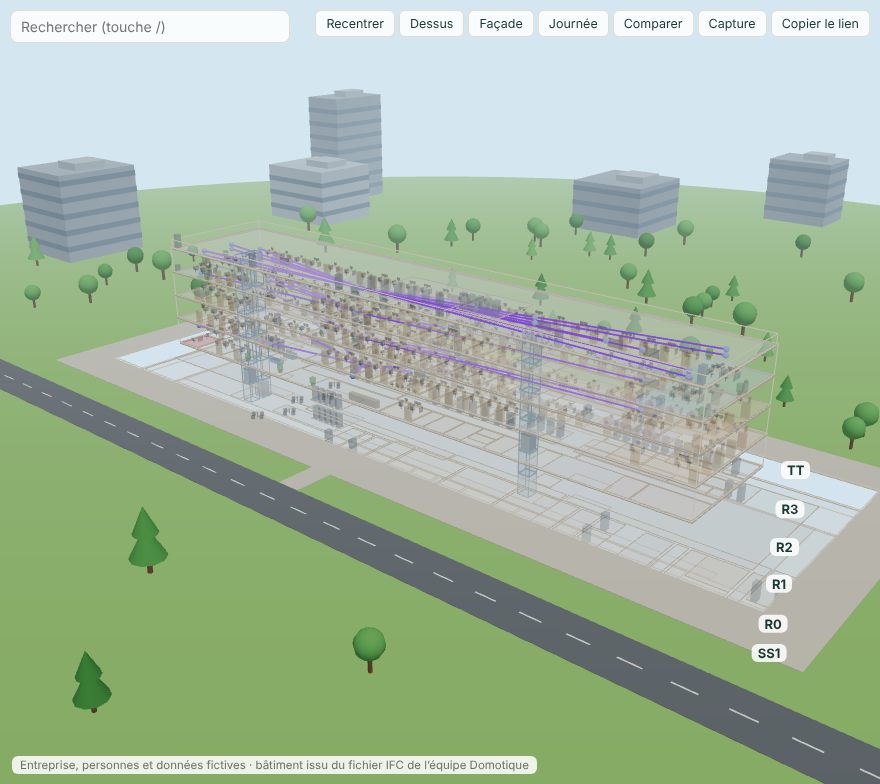 Rechercher (touche /)
Recentrer
Dessus
Façade
Journée
Comparer
Capture
Copier le lien
TT
R3
R2
R1
R0
SS1
Entreprise, personnes et données fictives · bâtiment issu du fichier IFC de l’équipe Domotique